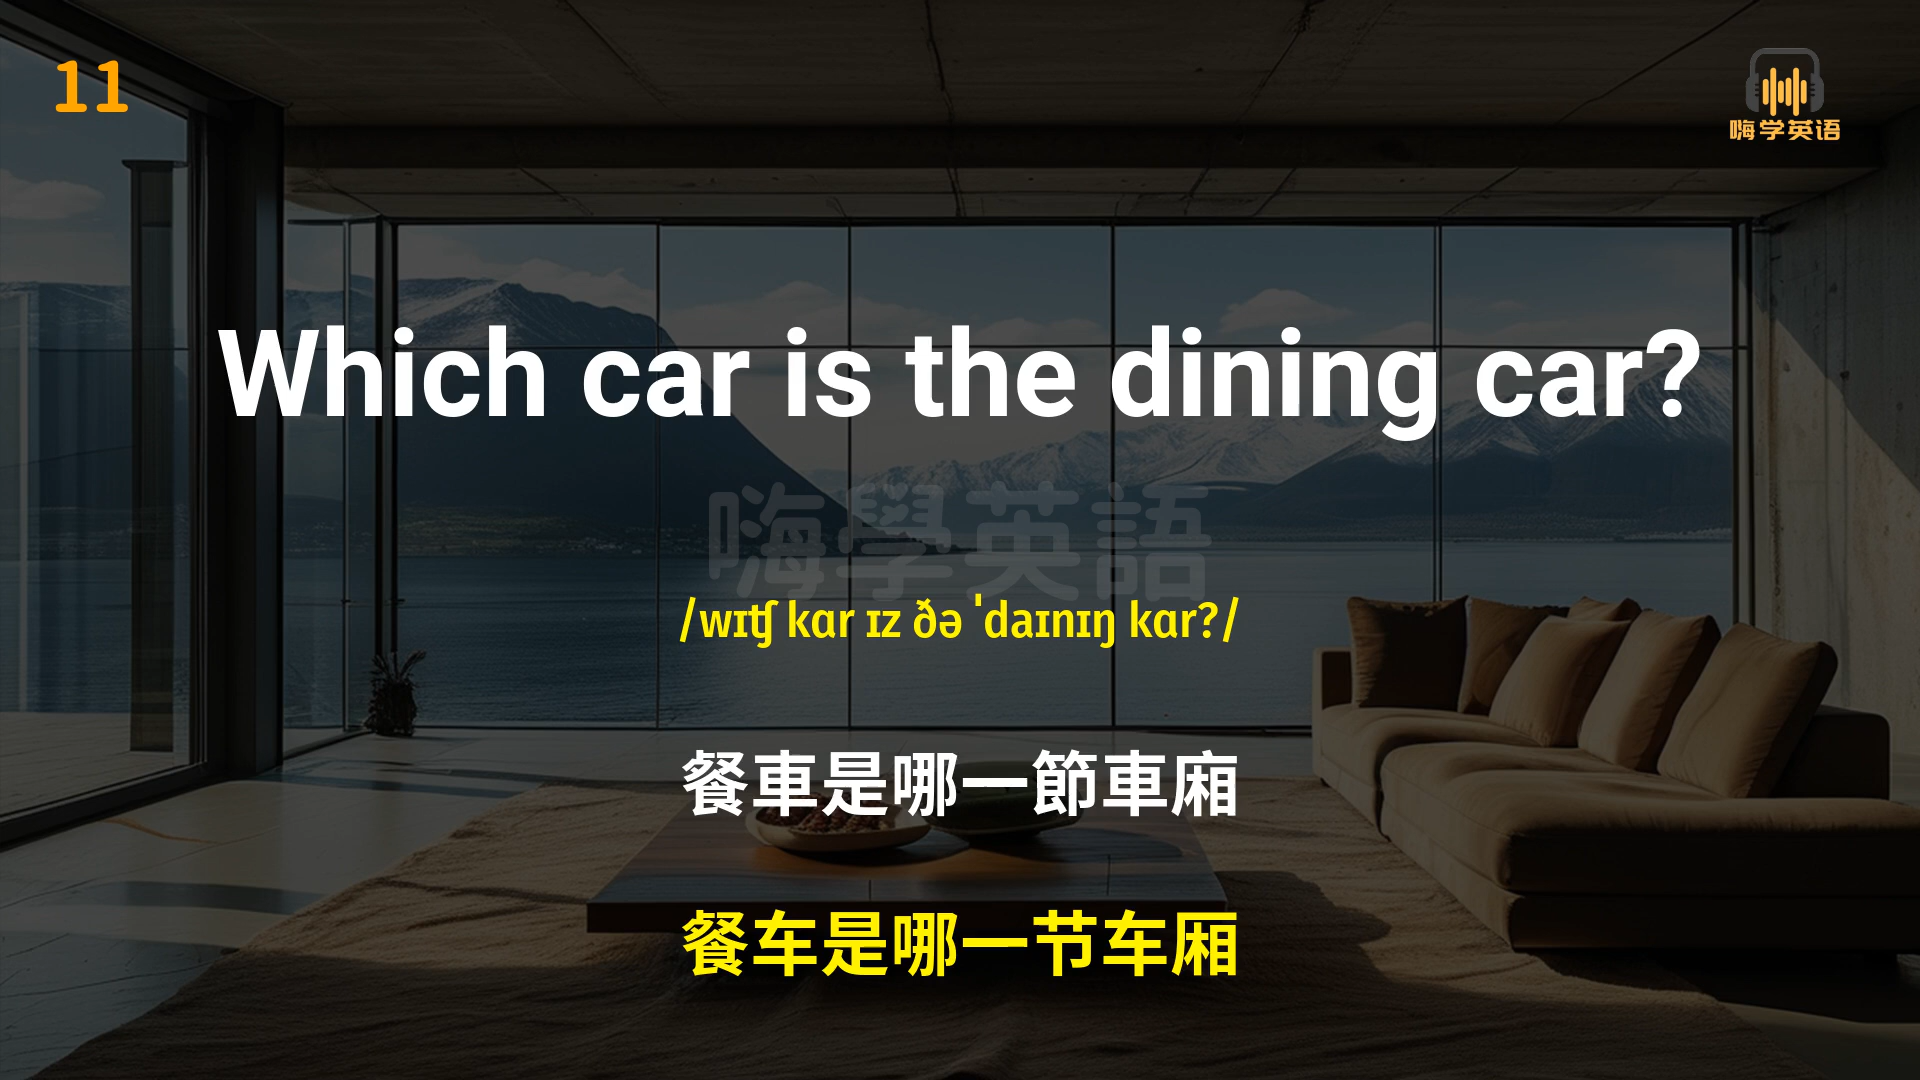 11
嗨学英语
Which car is the dining car?
嗨學英語
/wɪʧ kɑr ɪz ðə ˈdaɪnɪŋ kɑr?/
餐車是哪一節車廂
餐车是哪一节车厢